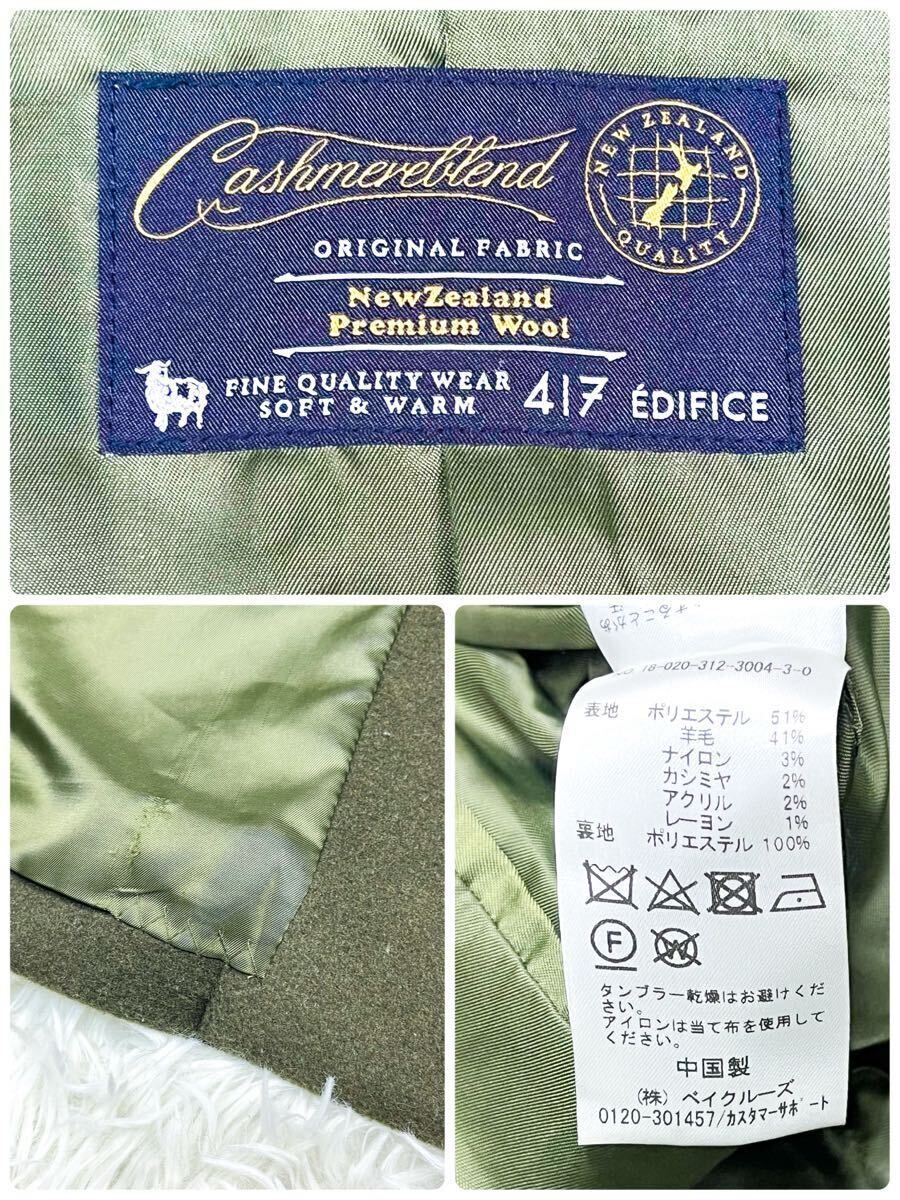 Cashmereblend
NEW ZEALAND
QUALITY
ORIGINAL FABRIC
NewZealand
Premium Wool
FINE QUALITY WEAR
SOFT & WARM
417 ÉDIFICE
18-020-312-3004-3-0
表地 ポリエステル 51%
羊毛 41%
ナイロン 3%
カシミヤ 2%
アクリル 2%
レーヨン 1%
裏地 ポリエステル 100%
F W
タンブラー乾燥はお避けくだ
さい。
アイロンは当て布を使用して
ください。
中国製
(株) ベイクルーズ
0120-301457/カスタマーサポート